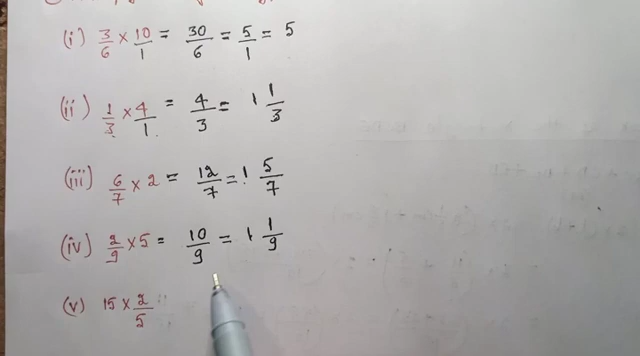 (i) 3/6 × 10/1 = 30/6 = 5/1 = 5
(ii) 1/3 × 4/1 = 4/3 = 1 1/3
(iii) 6/7 × 2 = 12/7 = 1 5/7
(iv) 2/9 × 5 = 10/9 = 1 1/9
(v) 15 × 2/5